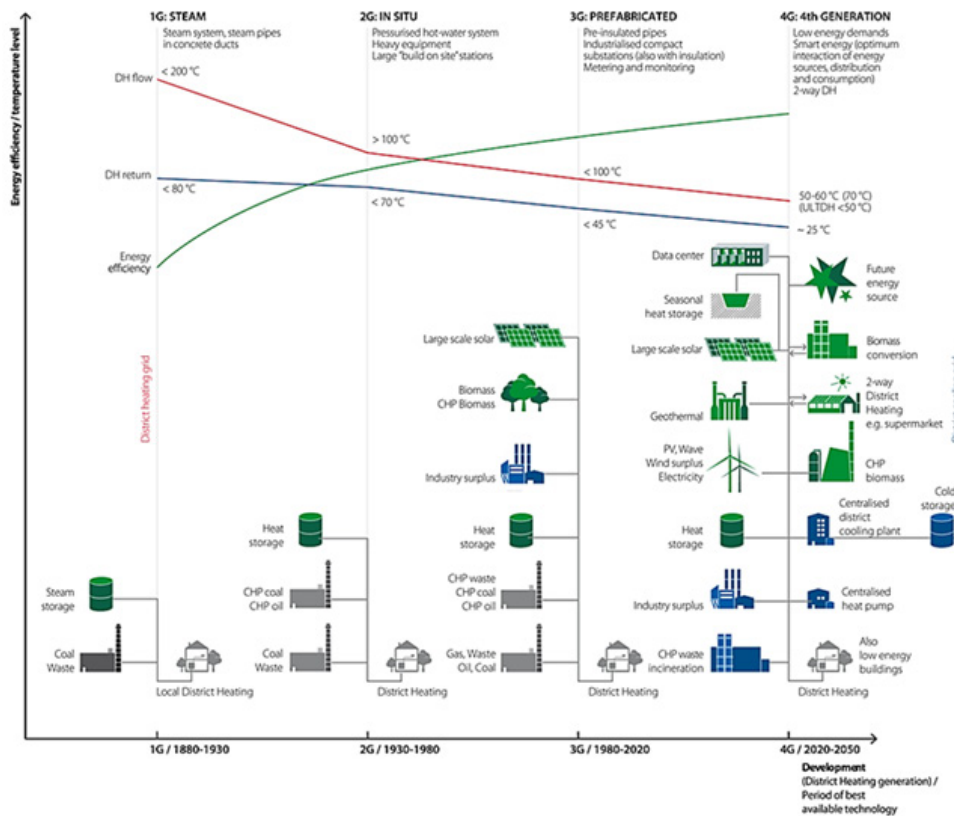 1G: STEAM
Steam system, steam pipes
in concrete ducts
2G: IN SITU
Pressurised hot-water system
Heavy equipment
Large "build on site" stations
3G: PREFABRICATED
Pre-insulated pipes
Industrialised compact
substations (also with insulation)
Metering and monitoring
4G: 4th GENERATION
Low energy demands
Smart energy (optimum
interaction of energy
sources, distribution
and consumption)
2-way DH
Energy efficiency / temperature level
DH flow
< 200 °C
> 100 °C
< 100 °C
50-60 °C (70 °C)
(ULTDH <50 °C)
DH return
< 80 °C
< 70 °C
< 45 °C
~ 25 °C
Energy
efficiency
District heating grid
Steam
storage
Coal
Waste
Local District Heating
Heat
storage
CHP coal
CHP oil
Coal
Waste
District Heating
Large scale solar
Biomass
CHP Biomass
Industry surplus
Heat
storage
CHP waste
CHP coal
CHP oil
Gas, Waste
Oil, Coal
District Heating
Data center
Seasonal
heat storage
Large scale solar
Geothermal
PV, Wave
Wind surplus
Electricity
Heat
storage
Industry surplus
CHP waste
incineration
Future
energy
source
Biomass
conversion
2-way
District
Heating
e.g. supermarket
CHP
biomass
Centralised
district
cooling plant
Cold
storage
Centralised
heat pump
Also
low energy
buildings
District Heating
1G / 1880-1930
2G / 1930-1980
3G / 1980-2020
4G / 2020-2050
Development
(District Heating generation) /
Period of best
available technology